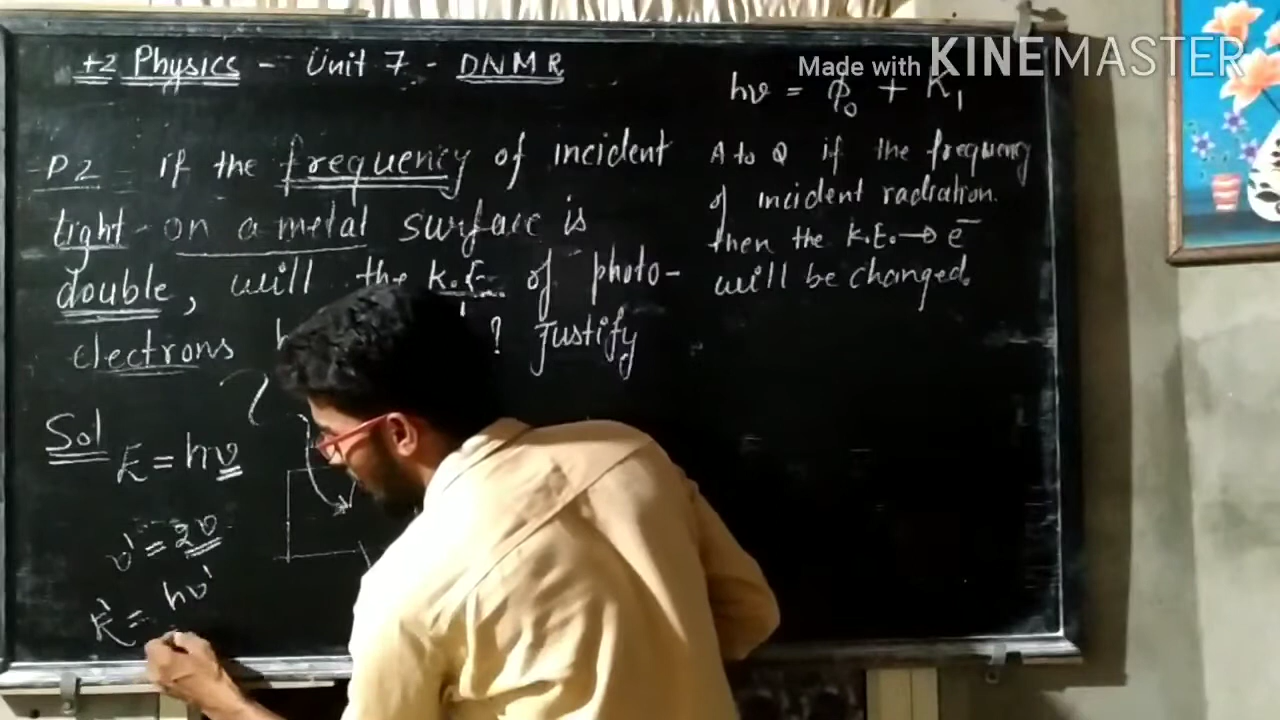 +2 Physics - Unit 7 - DNMR
P2 if the frequency of incident
light on a metal surface is
double, will the K.E. of photo-
electrons ? Justify
Sol
E = hν
ν' = 2ν
E' = hν'
Made with KINEMASTER
hν = Φ₀ + K₁
A to Q if the frequency
of incident radiation.
then the K.E. → e⁻
will be changed.